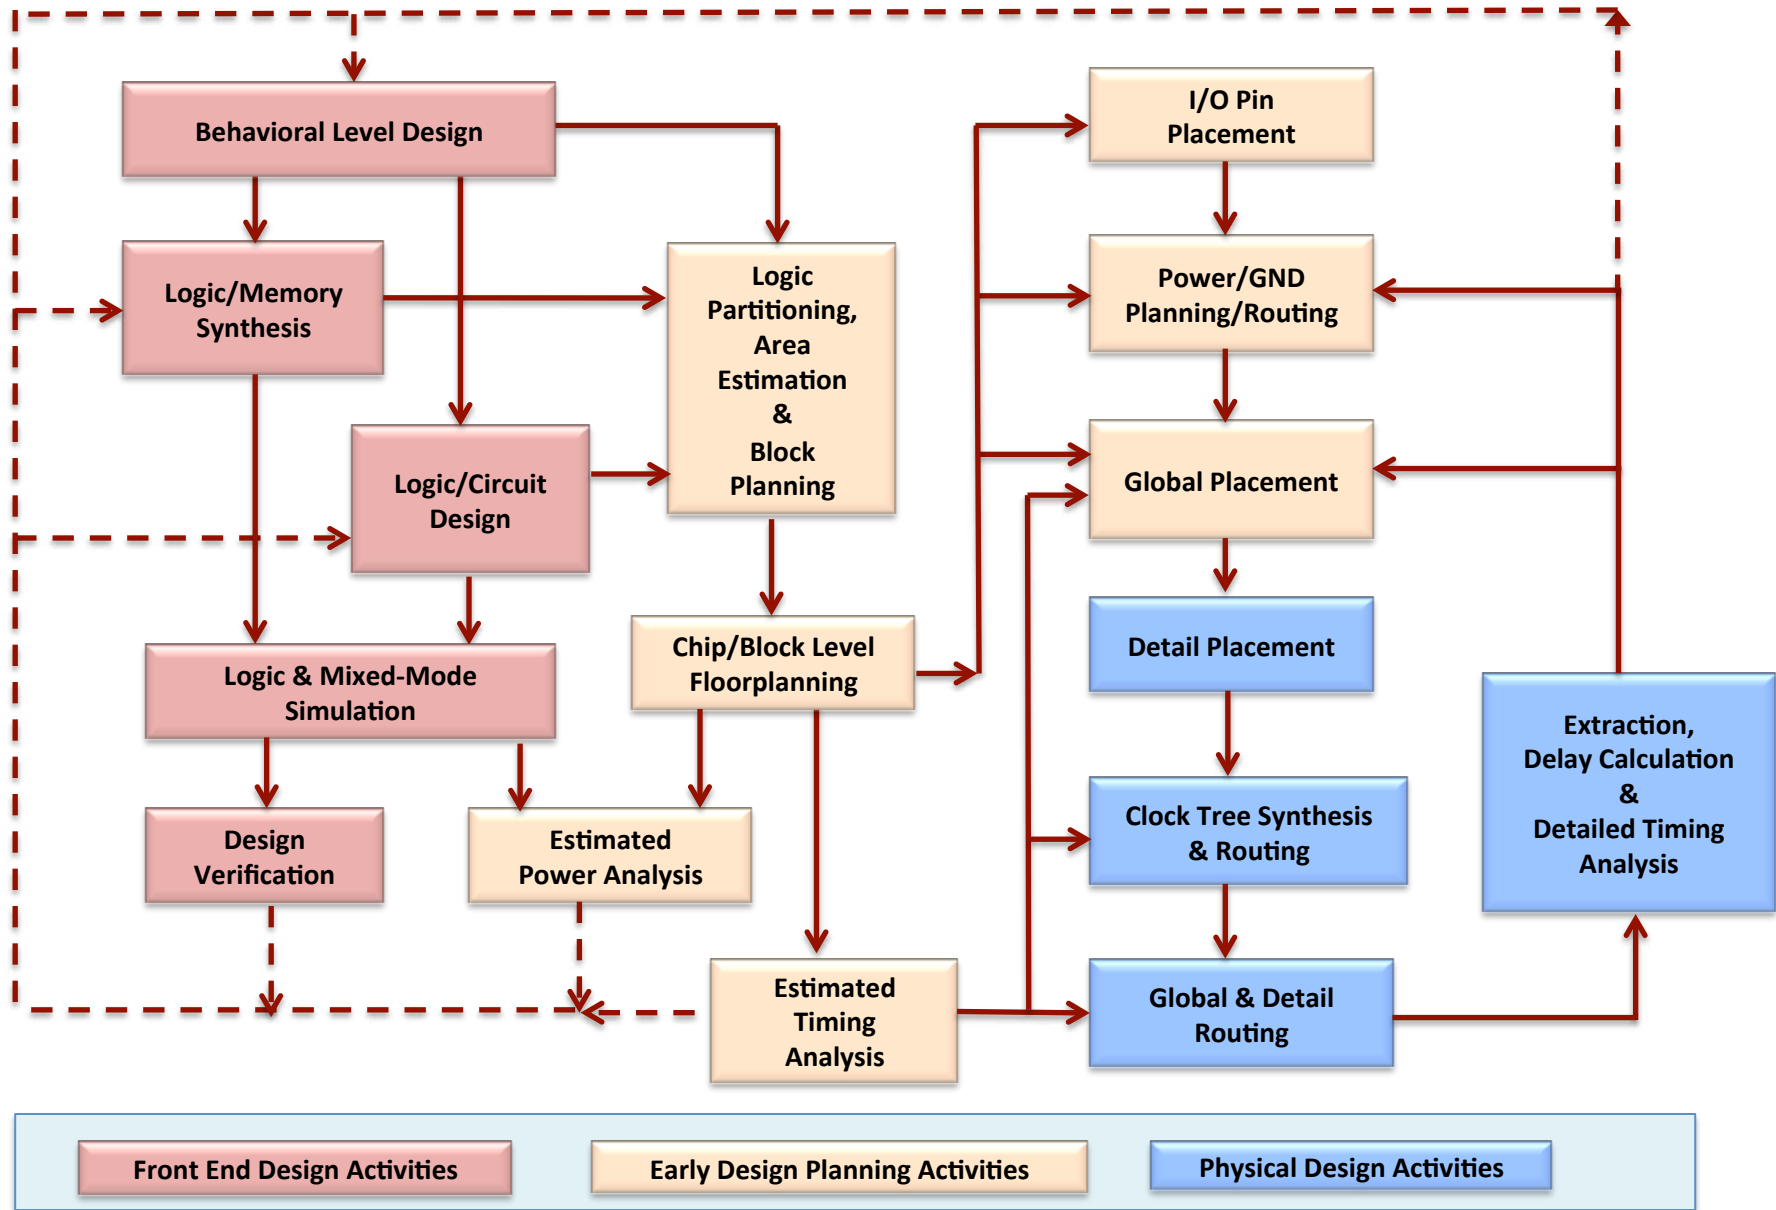 Behavioral Level Design
I/O Pin
Placement
Logic/Memory
Synthesis
Logic
Partitioning,
Area
Estimation
&
Block
Planning
Power/GND
Planning/Routing
Logic/Circuit
Design
Global Placement
Logic & Mixed-Mode
Simulation
Chip/Block Level
Floorplanning
Detail Placement
Extraction,
Delay Calculation
&
Detailed Timing
Analysis
Design
Verification
Estimated
Power Analysis
Clock Tree Synthesis
& Routing
Estimated
Timing
Analysis
Global & Detail
Routing
Front End Design Activities
Early Design Planning Activities
Physical Design Activities